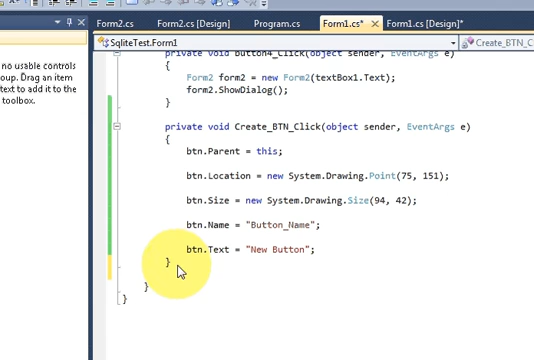 Form2.cs Form2.cs [Design] Program.cs Form1.cs* Form1.cs [Design]*
SqliteTest.Form1 Create_BTN_Click(
no usable controls
oup. Drag an item
text to add it to the
toolbox.
private void button4_Click(object sender, EventArgs e)
{
Form2 form2 = new Form2(textBox1.Text);
form2.ShowDialog();
}
private void Create_BTN_Click(object sender, EventArgs e)
{
btn.Parent = this;
btn.Location = new System.Drawing.Point(75, 151);
btn.Size = new System.Drawing.Size(94, 42);
btn.Name = "Button_Name";
btn.Text = "New Button";
}
}
}